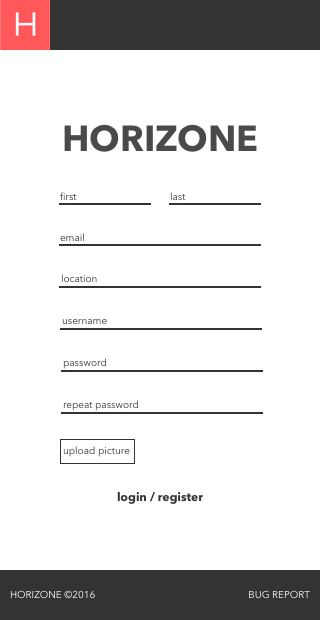 H
HORIZONE
first last
email
location
username
password
repeat password
upload picture
login / register
HORIZONE ©2016 BUG REPORT